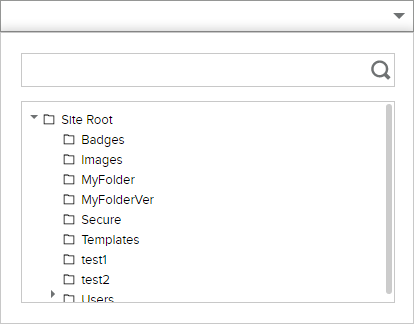 Site Root
Badges
Images
MyFolder
MyFolderVer
Secure
Templates
test1
test2
Users